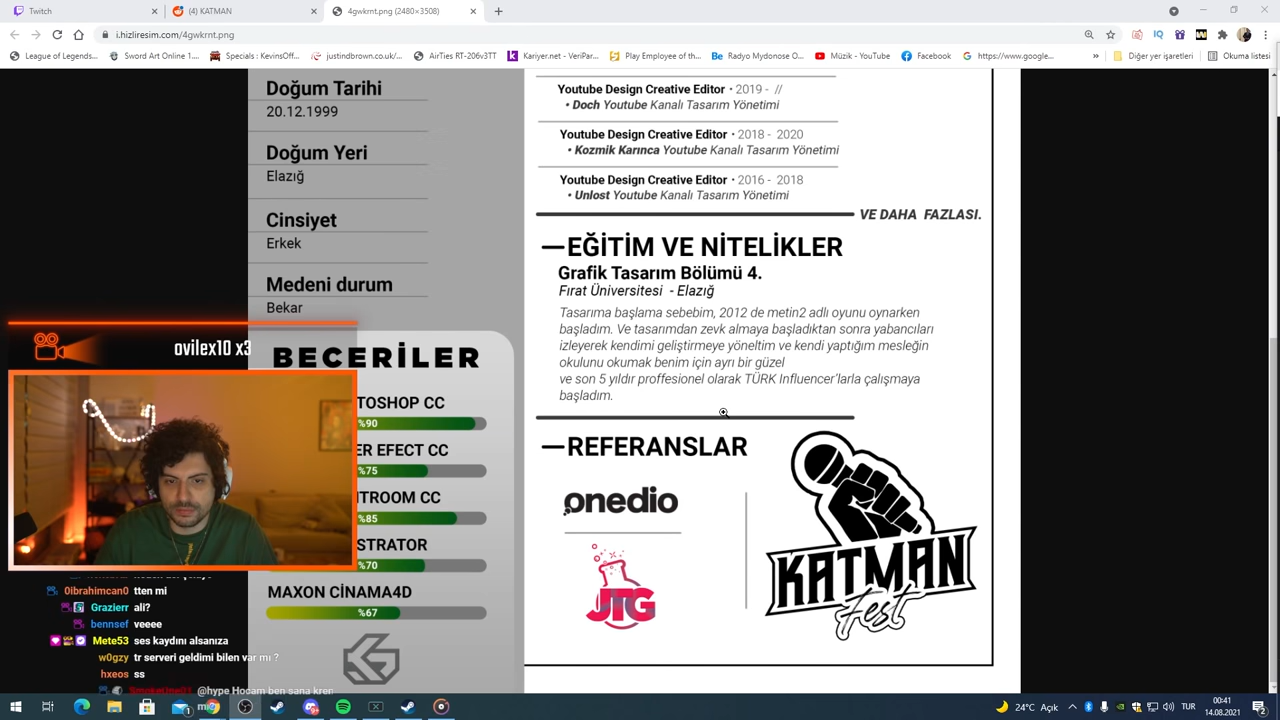 Twitch
(4) KATMAN
4gwkrnt.png (2480×3508)
i.hizliresim.com/4gwkrnt.png
League of Legends...
Sword Art Online 1....
Specials : KevinsOff...
justindbrown.co.uk/...
AirTies RT-206v3TT
Kariyer.net - VeriPar...
Play Employee of th...
Radyo Mydonose O...
Müzik - YouTube
Facebook
https://www.google...
Diğer yer işaretleri
Okuma listesi
Doğum Tarihi
20.12.1999
Doğum Yeri
Elazığ
Cinsiyet
Erkek
Medeni durum
Bekar
ovilex10 x3
BECERİLER
TOSHOP CC
%90
ER EFECT CC
%75
TROOM CC
%85
STRATOR
%70
MAXON CİNAMA4D
%67
Youtube Design Creative Editor • 2019 - //
• Doch Youtube Kanalı Tasarım Yönetimi
Youtube Design Creative Editor • 2018 - 2020
• Kozmik Karınca Youtube Kanalı Tasarım Yönetimi
Youtube Design Creative Editor • 2016 - 2018
• Unlost Youtube Kanalı Tasarım Yönetimi
VE DAHA FAZLASI.
—EĞİTİM VE NİTELİKLER
Grafik Tasarım Bölümü 4.
Fırat Üniversitesi - Elazığ
Tasarıma başlama sebebim, 2012 de metin2 adlı oyunu oynarken
başladım. Ve tasarımdan zevk almaya başladıktan sonra yabancıları
izleyerek kendimi geliştirmeye yöneltim ve kendi yaptığım mesleğin
okulunu okumak benim için ayrı bir güzel
ve son 5 yıldır proffesionel olarak TÜRK Influencer'larla çalışmaya
başladım.
—REFERANSLAR
onedio
JTG
KATMAN
Fest
0ibrahimcan0 tten mi
Grazierr ali?
bennsef veeee
Mete53 ses kaydını alsanıza
w0gzy tr serveri geldimi bilen var mı ?
hxeos ss
@hype Hocam ben sana kren
24°C Açık
TUR
00:41
14.08.2021